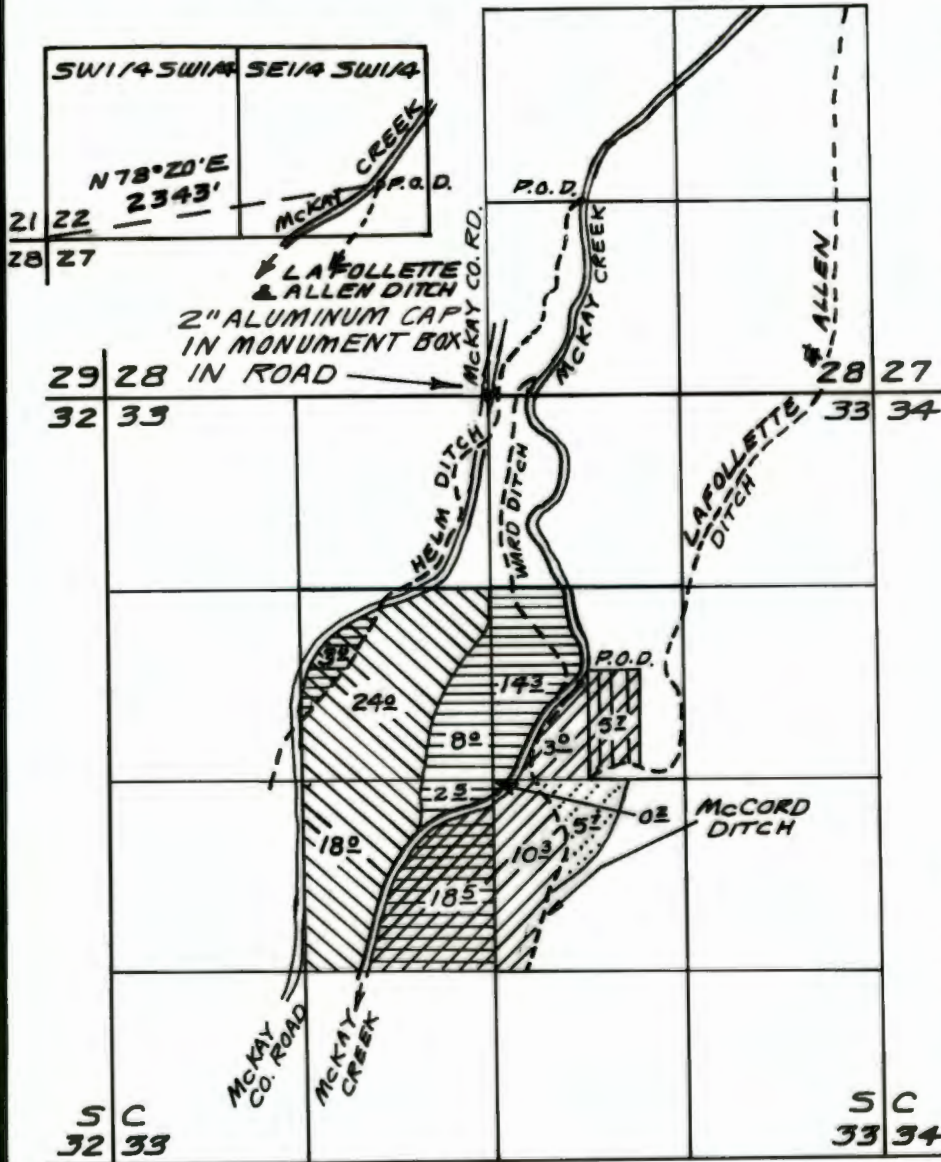 SW1/4 SW1/4 SE1/4 SW1/4
N 78°20'E
2343'
McKAY CREEK
P.O.D.
21 22
28 27
LAFOLLETTE
& ALLEN DITCH
2" ALUMINUM CAP
IN MONUMENT BOX
IN ROAD
McKAY CO. RD.
P.O.D.
McKAY CREEK
& ALLEN
29 28
32 33
28 27
33 34
HELM DITCH
WARD DITCH
LAFOLLETTE
DITCH
P.O.D.
3.0
24.0
14.3
8.0
3.0
5.7
2.5
0.2
McCORD
DITCH
18.0
10.3
5.7
18.5
McKAY
CO. ROAD
McKAY
CREEK
S C
32 33
S C
33 34